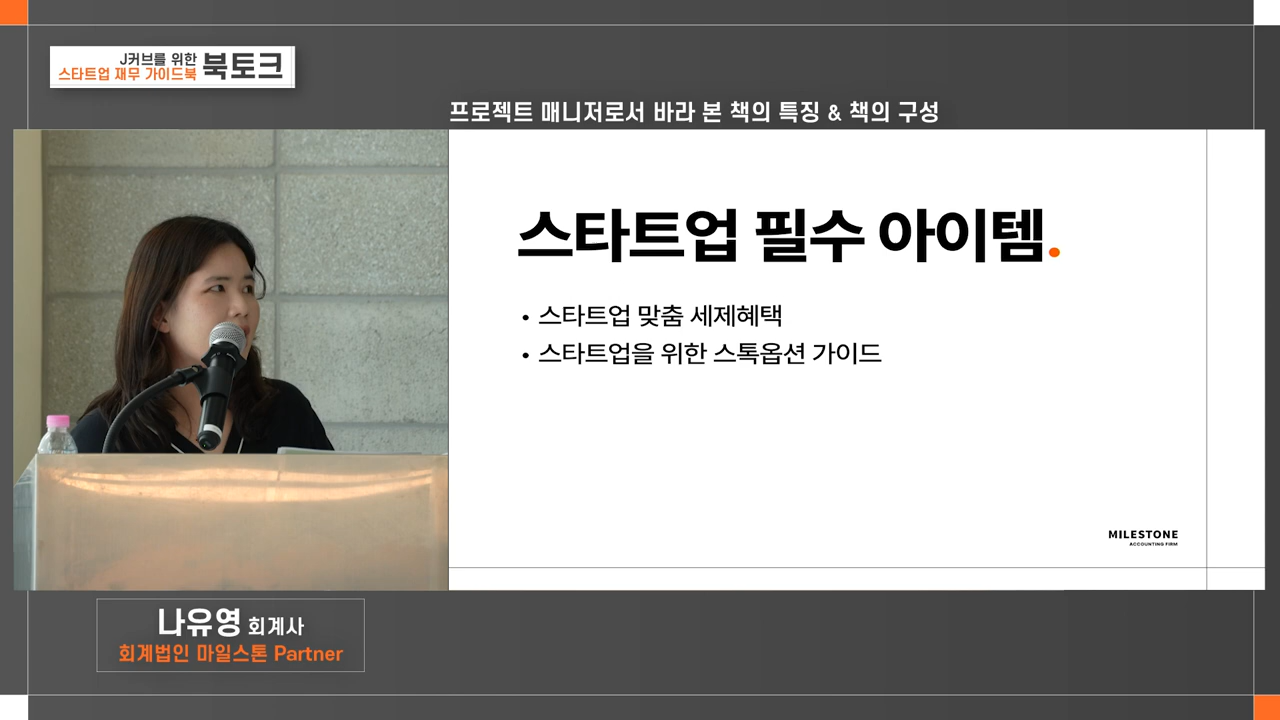 J커브를 위한
스타트업 재무 가이드북 북토크
프로젝트 매니저로서 바라 본 책의 특징 & 책의 구성
스타트업 필수 아이템.
• 스타트업 맞춤 세제혜택
• 스타트업을 위한 스톡옵션 가이드
MILESTONE
ACCOUNTING FIRM
나유영 회계사
회계법인 마일스톤 Partner